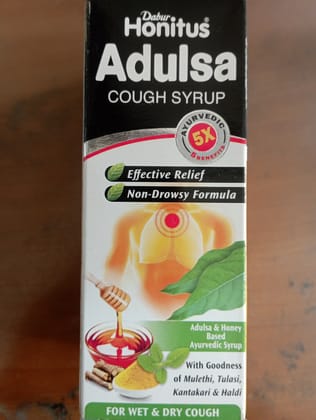 Dabur
Honitus®
Adulsa
COUGH SYRUP
AYURVEDIC
5X
5 BENEFITS
Effective Relief
Non-Drowsy Formula
Adulsa & Honey
Based
Ayurvedic Syrup
With Goodness
of Mulethi, Tulasi,
Kantakari & Haldi
FOR WET & DRY COUGH